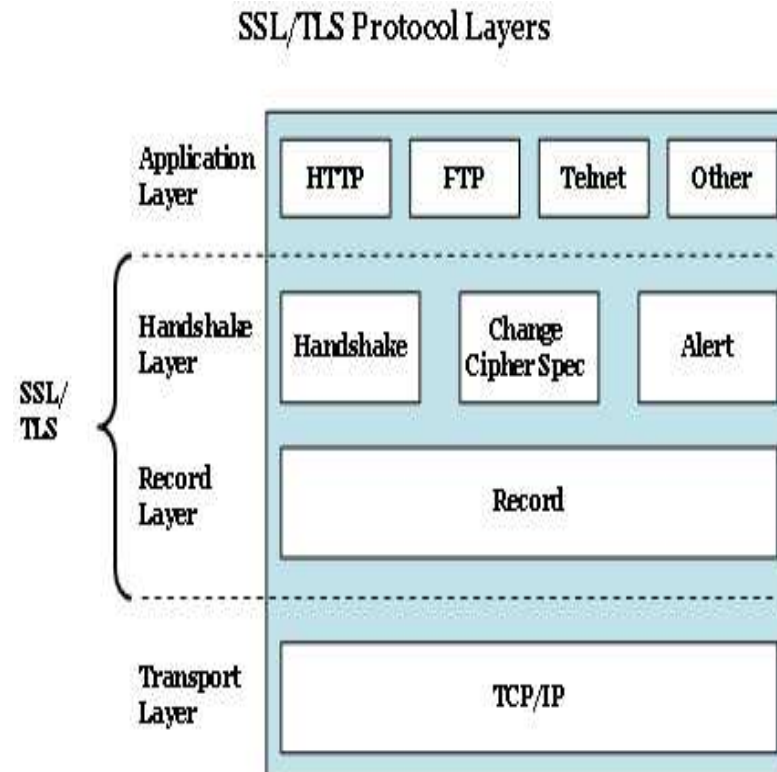 SSL/TLS Protocol Layers
Application
Layer
HTTP
FTP
Telnet
Other
Handshake
Layer
Handshake
Change
Cipher Spec
Alert
SSL/
TLS
Record
Layer
Record
Transport
Layer
TCP/IP